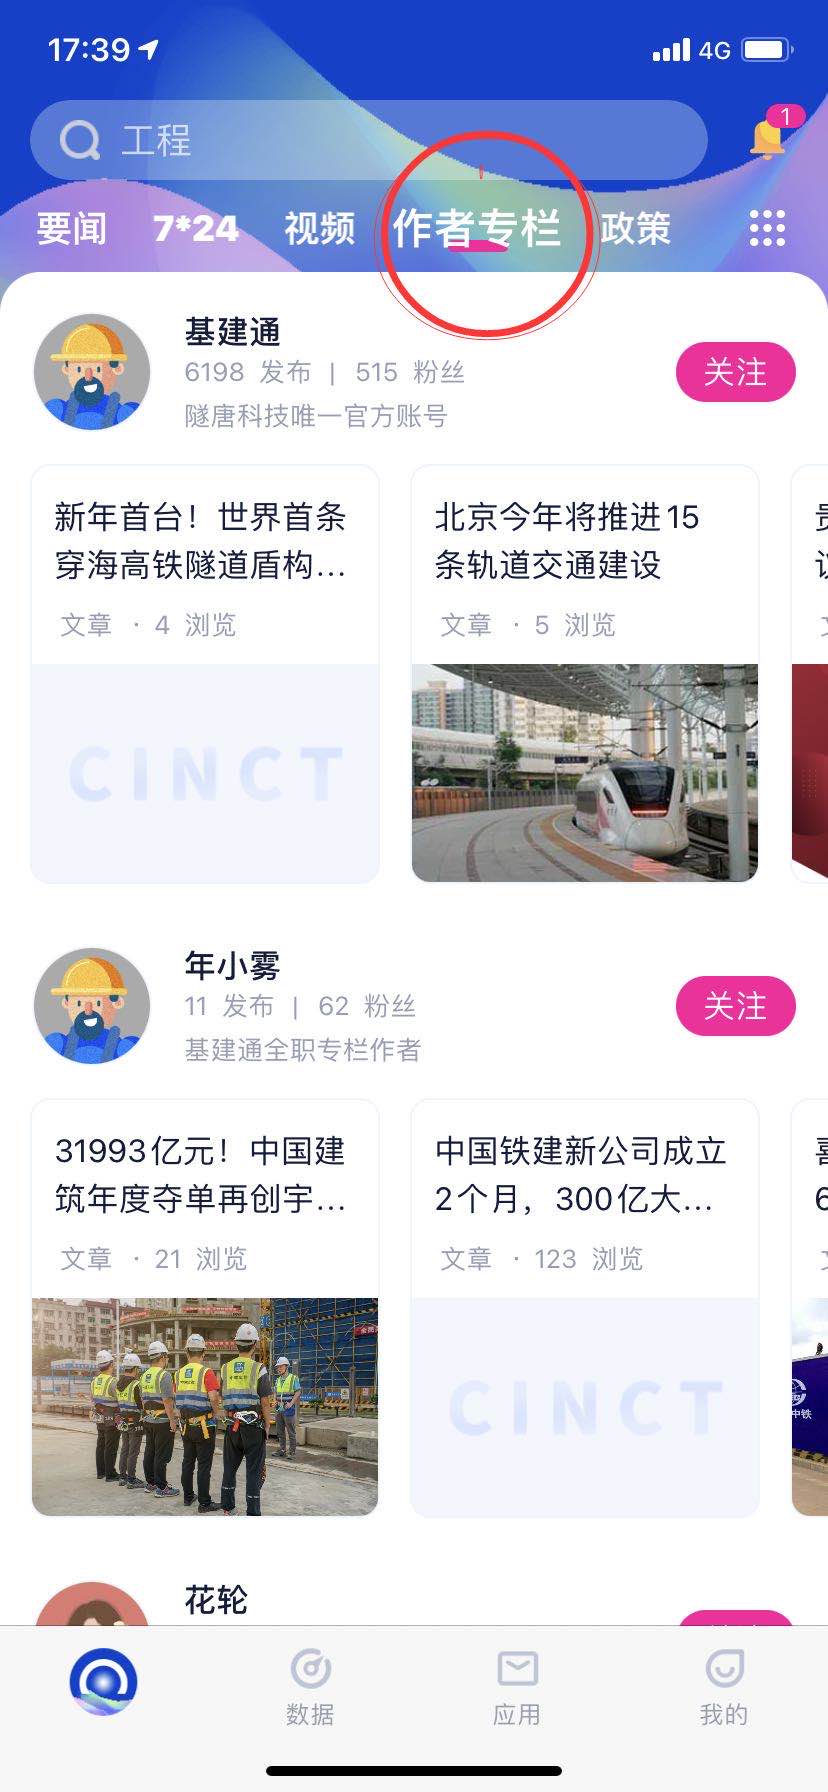 17:39
4G
工程
1
要闻 7*24 视频 作者专栏 政策
基建通
6198 发布 | 515 粉丝
隧唐科技唯一官方账号
关注
新年首台！世界首条
穿海高铁隧道盾构...
文章 · 4 浏览
CINCT
北京今年将推进15
条轨道交通建设
文章 · 5 浏览
年小雾
11 发布 | 62 粉丝
基建通全职专栏作者
关注
31993亿元！中国建
筑年度夺单再创宇...
文章 · 21 浏览
中国铁建新公司成立
2个月，300亿大...
文章 · 123 浏览
CINCT
中铁
花轮
数据
应用
我的